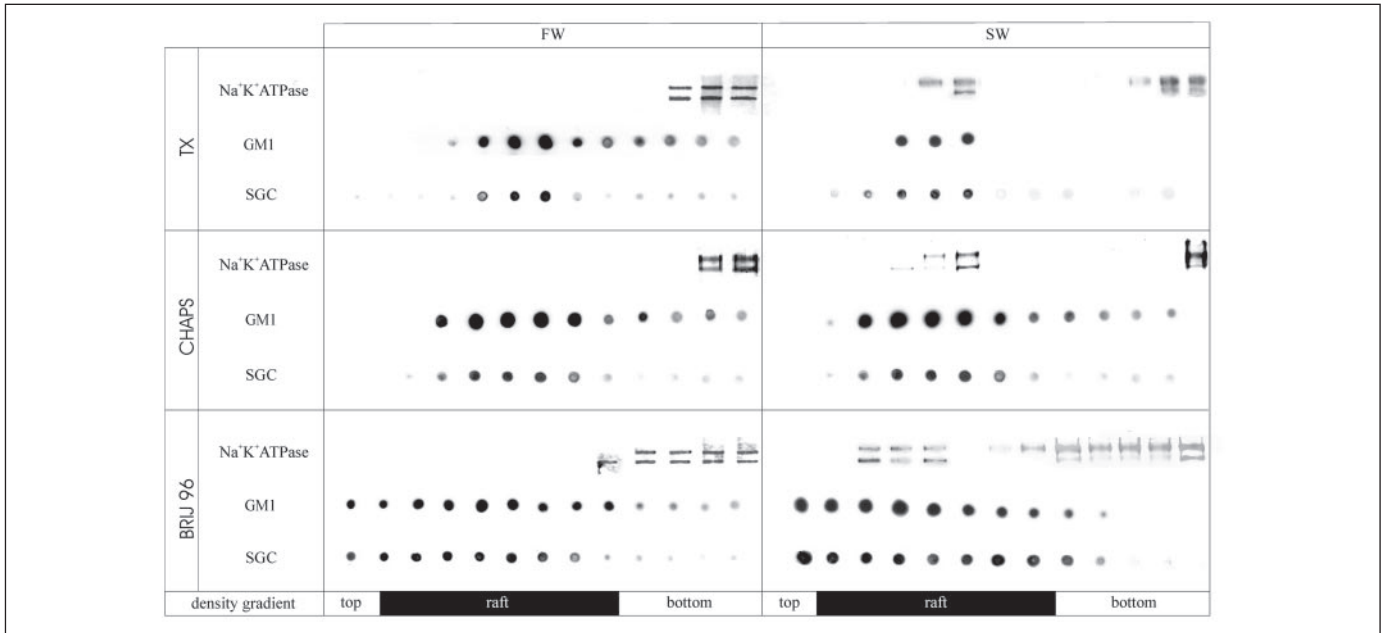 FW SW
TX
Na⁺K⁺ATPase
GM1
SGC
CHAPS
Na⁺K⁺ATPase
GM1
SGC
BRIJ 96
Na⁺K⁺ATPase
GM1
SGC
density gradient top raft bottom top raft bottom